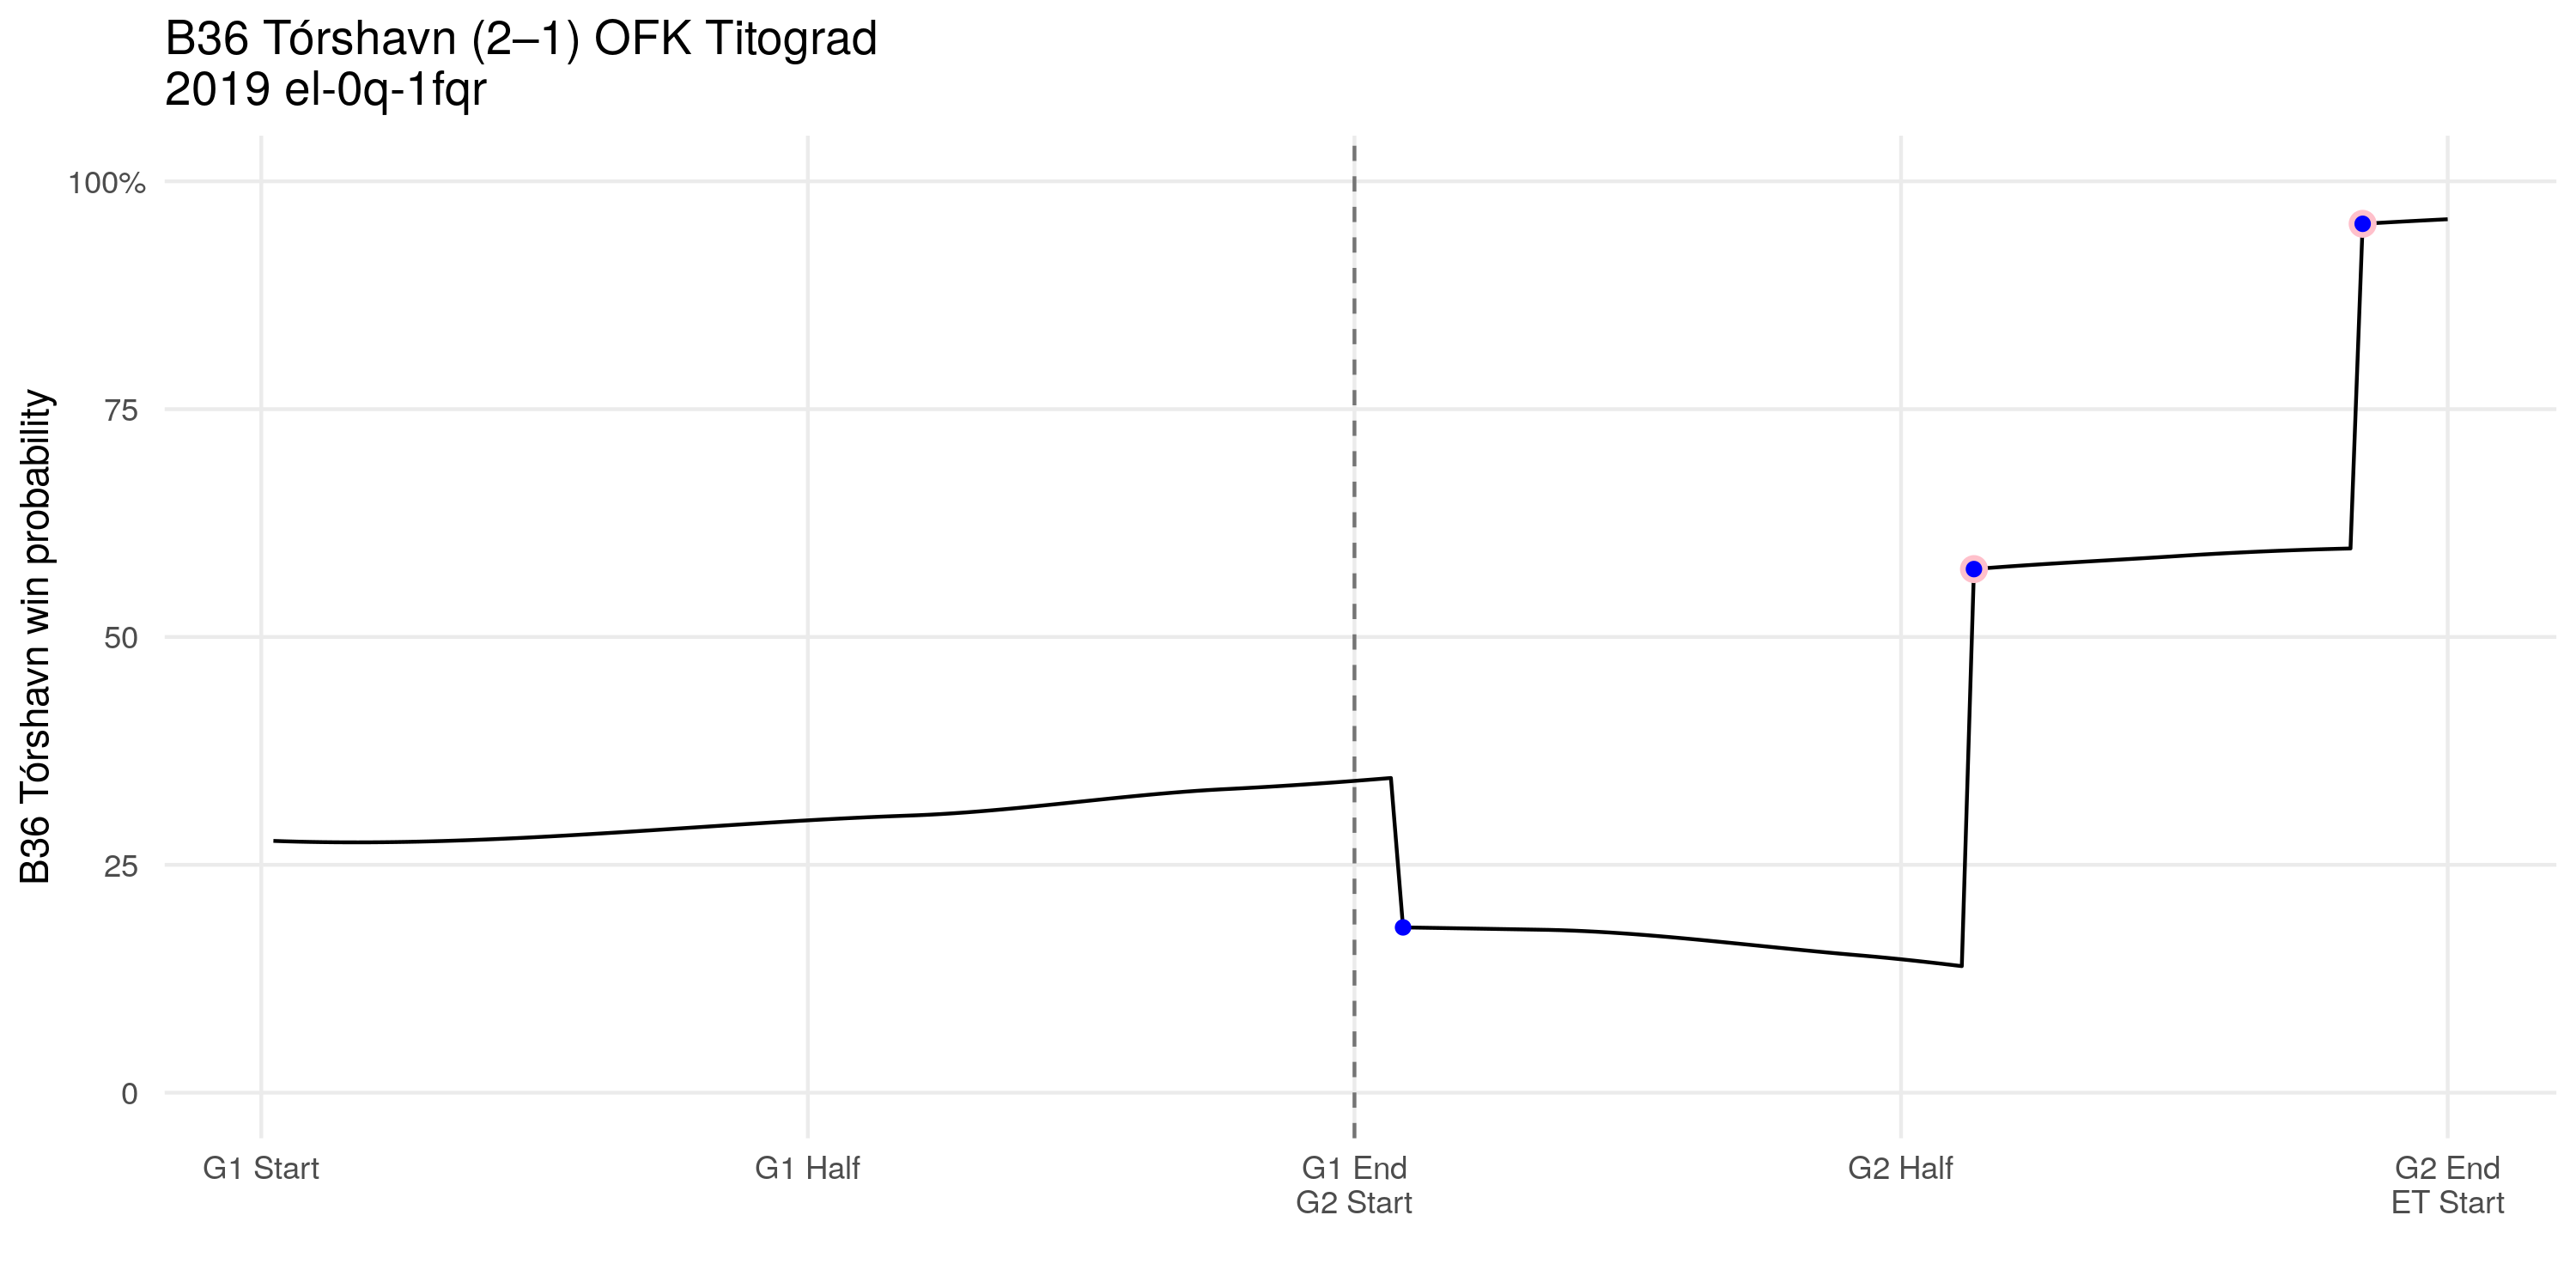 B36 Tórshavn (2–1) OFK Titograd
2019 el-0q-1fqr
B36 Tórshavn win probability
100%
75
50
25
0
G1 Start
G1 Half
G1 End
G2 Start
G2 Half
G2 End
ET Start